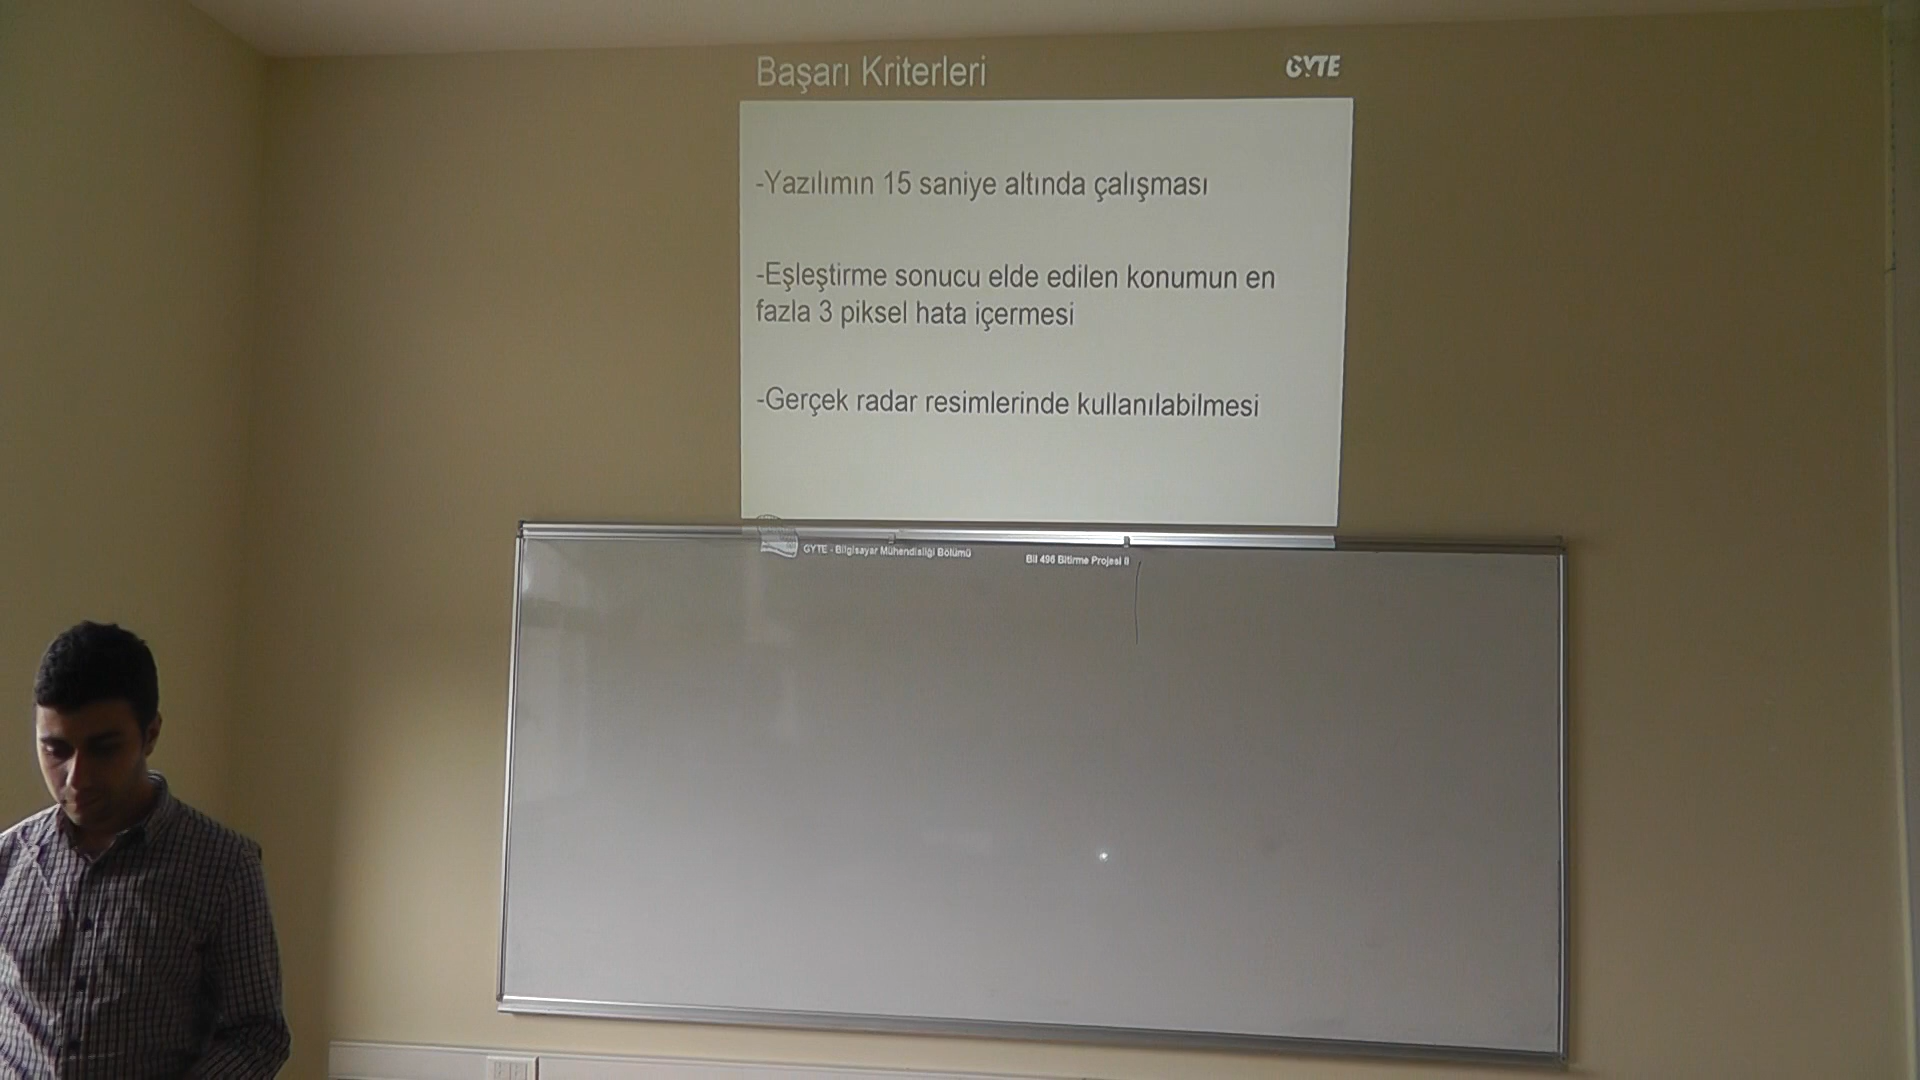 Başarı Kriterleri
GYTE
-Yazılımın 15 saniye altında çalışması
-Eşleştirme sonucu elde edilen konumun en
fazla 3 piksel hata içermesi
-Gerçek radar resimlerinde kullanılabilmesi
GYTE - Bilgisayar Mühendisliği Bölümü
Bil 496 Bitirme Projesi II